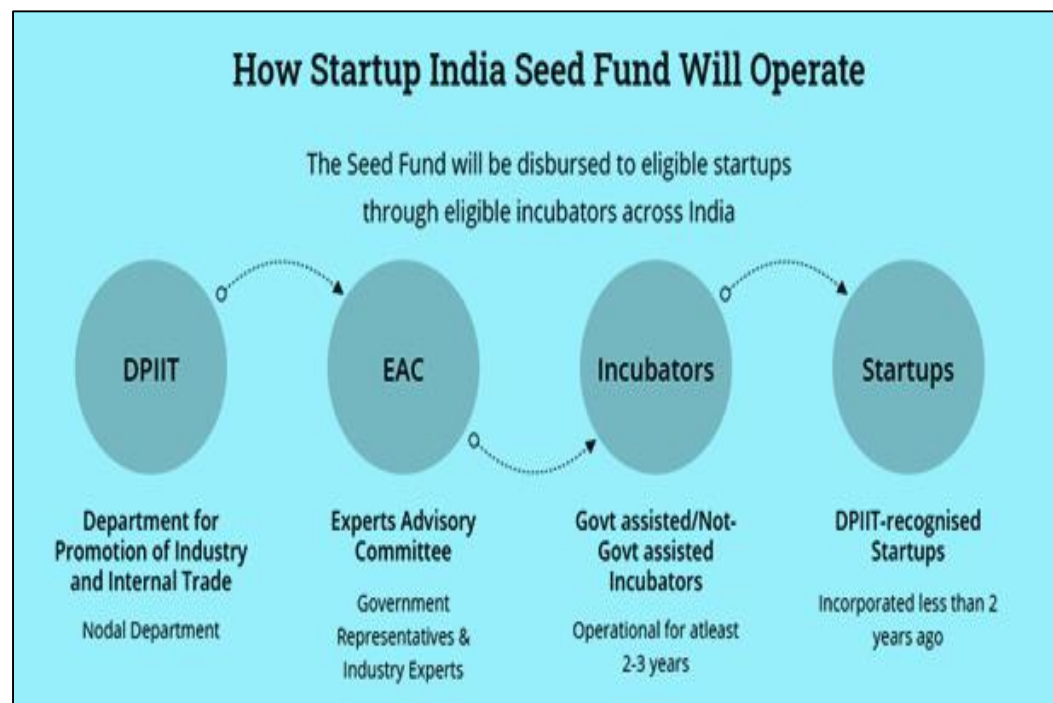 How Startup India Seed Fund Will Operate
The Seed Fund will be disbursed to eligible startups
through eligible incubators across India
DPIIT
EAC
Incubators
Startups
Department for
Promotion of Industry
and Internal Trade
Nodal Department
Experts Advisory
Committee
Government
Representatives &
Industry Experts
Govt assisted/Not-
Govt assisted
Incubators
Operational for atleast
2-3 years
DPIIT-recognised
Startups
Incorporated less than 2
years ago